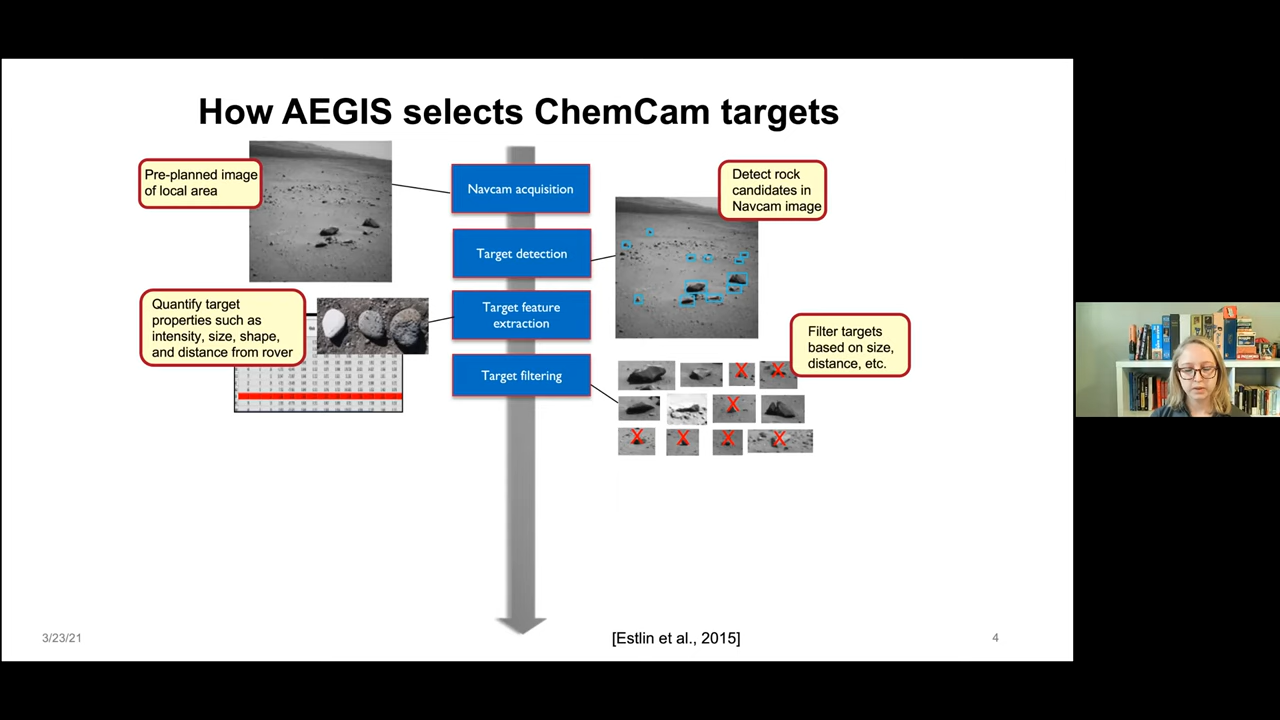 How AEGIS selects ChemCam targets
Pre-planned image
of local area
Navcam acquisition
Detect rock
candidates in
Navcam image
Target detection
Quantify target
properties such as
intensity, size, shape,
and distance from rover
Target feature
extraction
Filter targets
based on size,
distance, etc.
Target filtering
X X
X
X X X X
3/23/21
[Estlin et al., 2015]
4